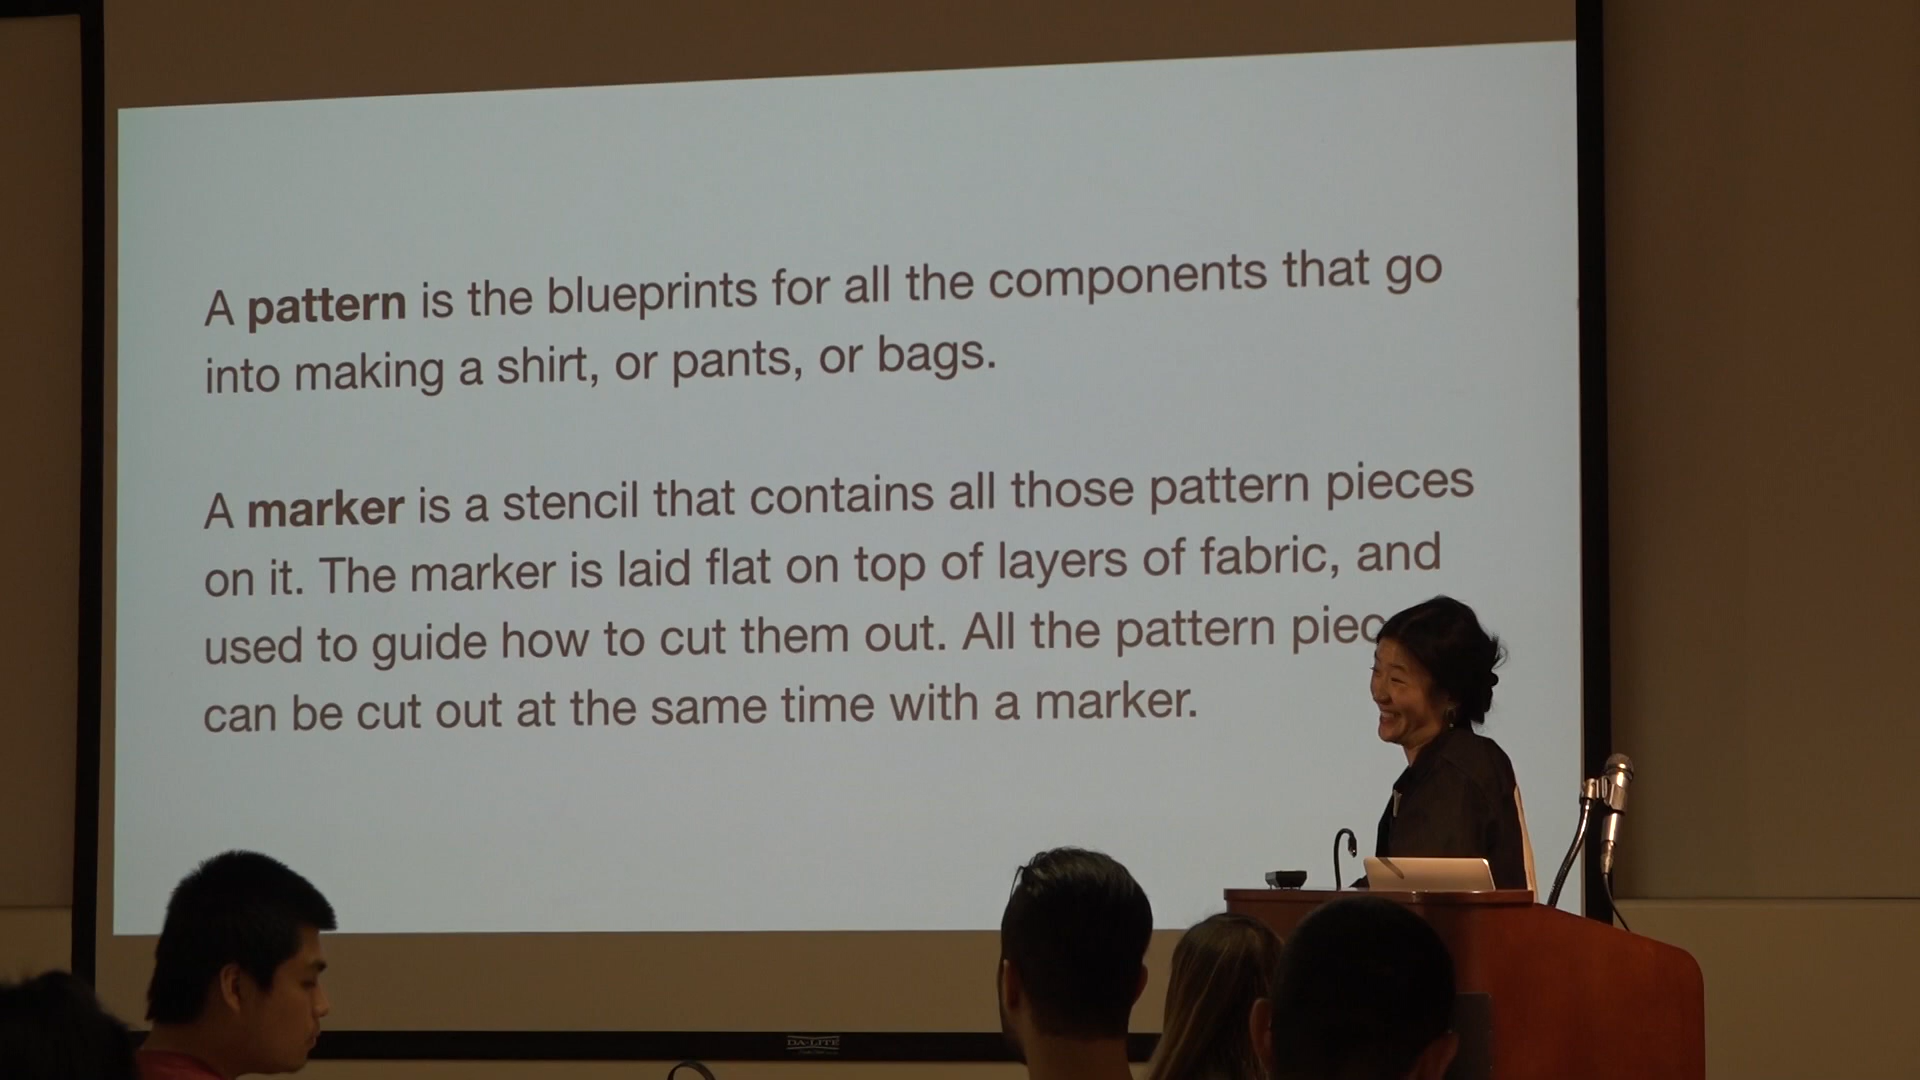 A pattern is the blueprints for all the components that go
into making a shirt, or pants, or bags.
A marker is a stencil that contains all those pattern pieces
on it. The marker is laid flat on top of layers of fabric, and
used to guide how to cut them out. All the pattern piec
can be cut out at the same time with a marker.
DA-LITE